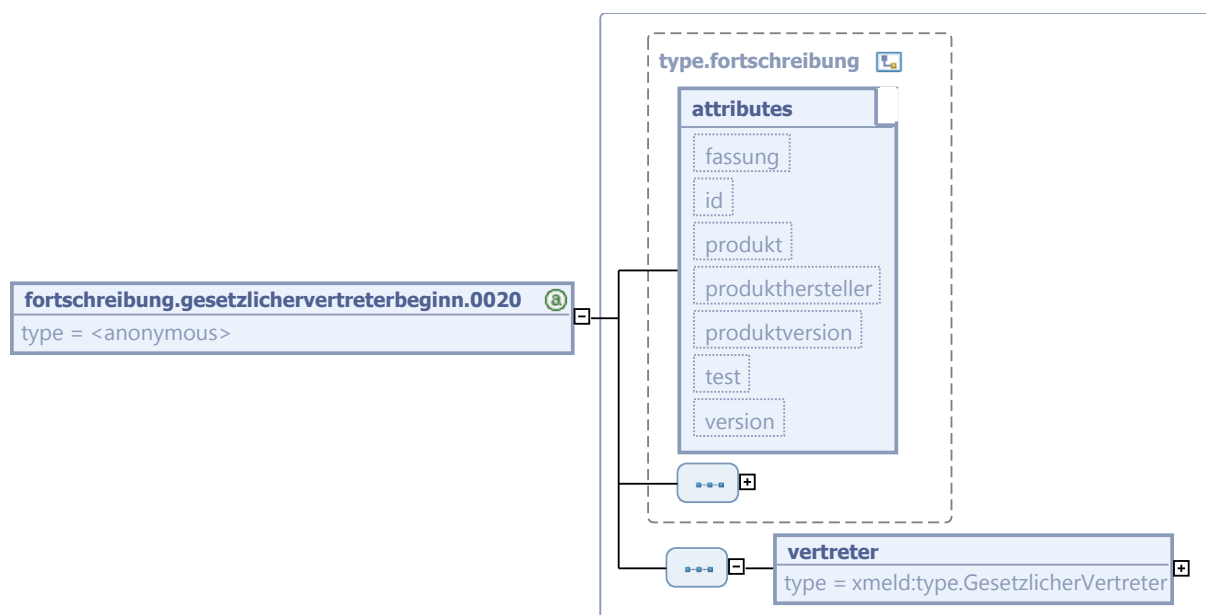 type.fortschreibung
attributes
fassung
id
produkt
produkthersteller
produktversion
test
version
fortschreibung.gesetzlichervertreterbeginn.0020
type = <anonymous>
vertreter
type = xmeld:type.GesetzlicherVertreter